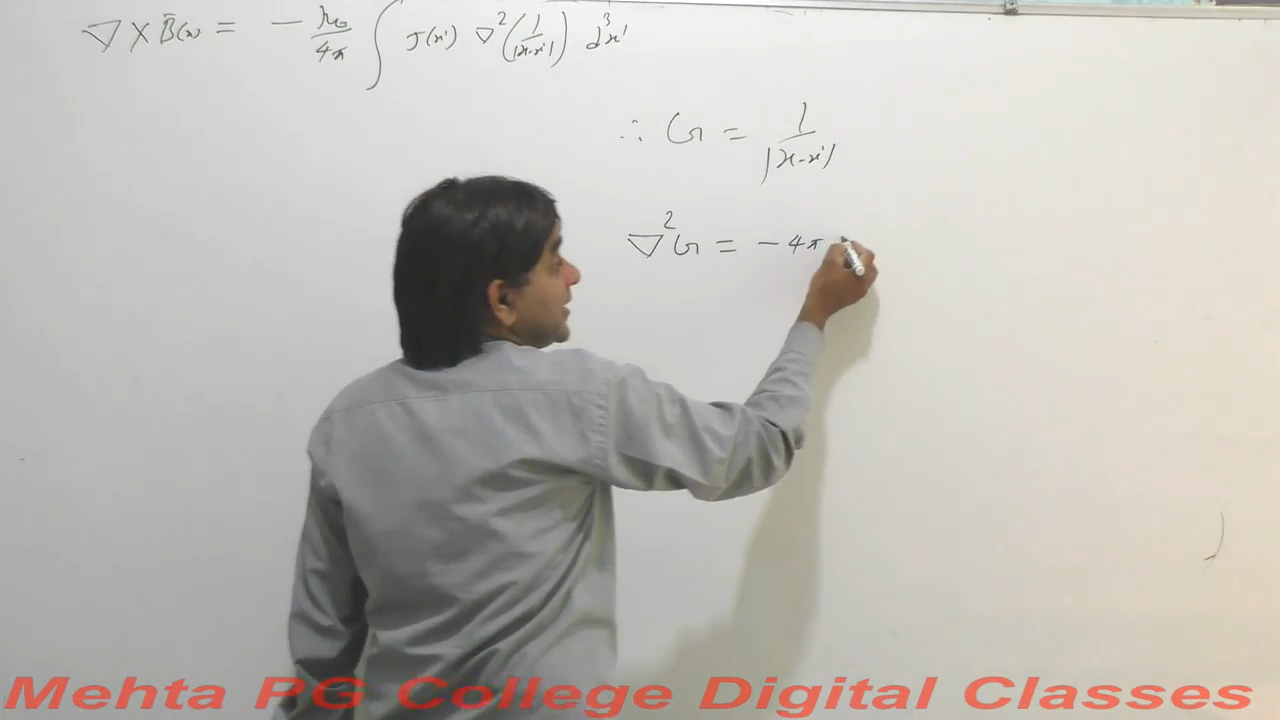 ∇ × B̄(x) = − μ₀/4π ∫ J(x') ∇² (1/|x-x'|) d³x'
∴ G = 1/|x-x'|
∇²G = − 4π
Mehta PG College Digital Classes